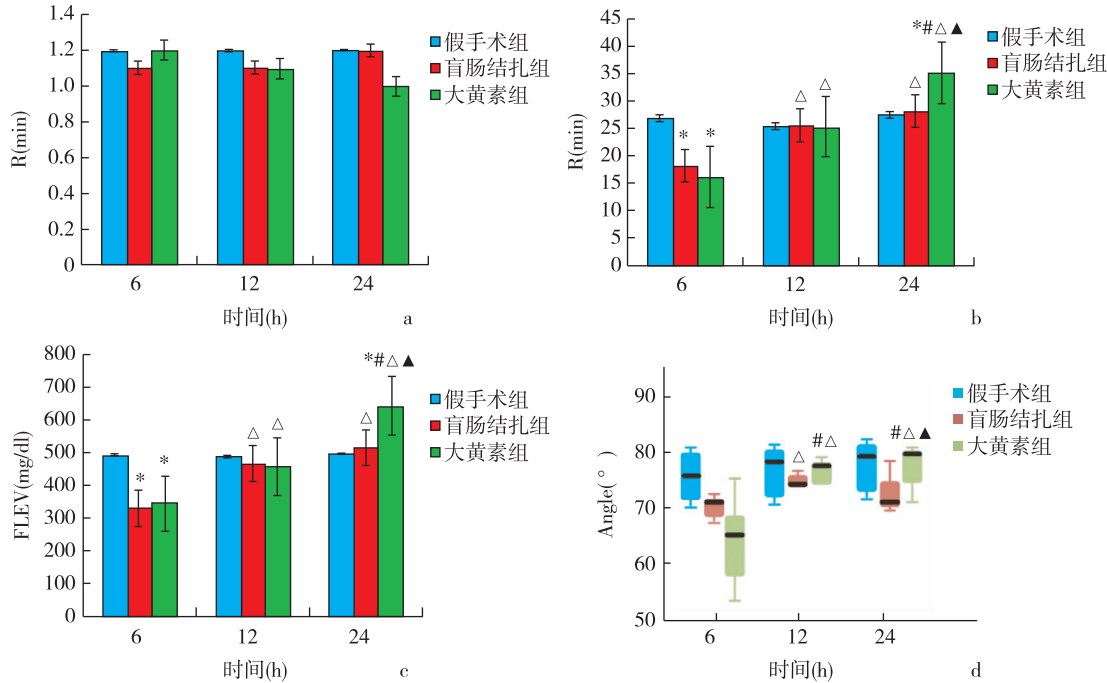 R(min)
1.4
1.2
1.0
1.2
0.6
0.4
0.2
0
6
12
24
时间(h)
a
假手术组
盲肠结扎组
大黄素组
R(min)
45
40
35
30
25
20
15
10
5
0
*
*
△
△
△
*#△▲
6
12
24
时间(h)
b
假手术组
盲肠结扎组
大黄素组
FLEV(mg/dl)
800
700
600
500
400
300
200
100
0
*
*
△
△
△
*#△▲
6
12
24
时间(h)
c
假手术组
盲肠结扎组
大黄素组
Angle(°)
90
80
70
60
50
△
#△
#△▲
6
12
24
时间(h)
d
假手术组
盲肠结扎组
大黄素组